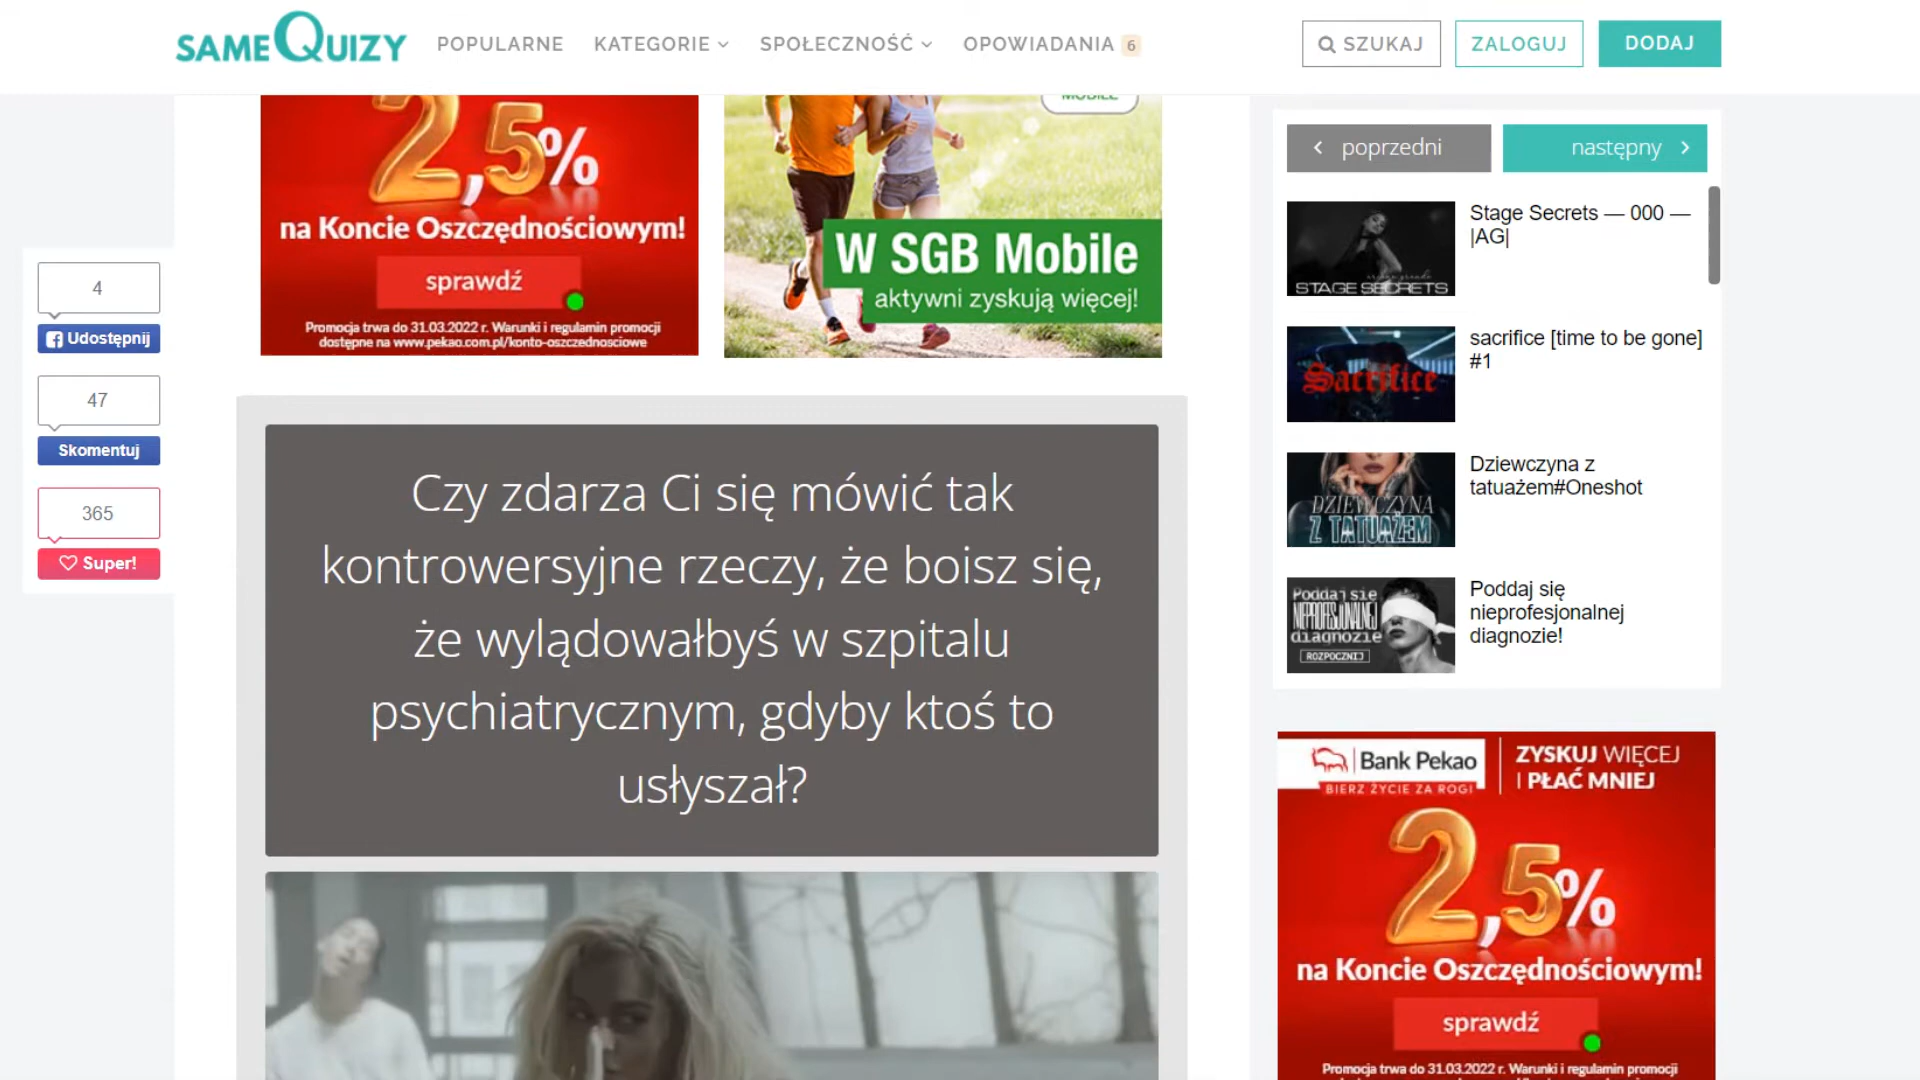 SAMEQUIZY
POPULARNE
KATEGORIE
SPOŁECZNOŚĆ
OPOWIADANIA 6
SZUKAJ
ZALOGUJ
DODAJ
2,5%
na Koncie Oszczędnościowym!
sprawdź
Promocja trwa do 31.03.2022 r. Warunki i regulamin promocji
dostępne na www.pekao.com.pl/konto-oszczednosciowe
MOBILE
W SGB Mobile
aktywni zyskują więcej!
4
Udostępnij
47
Skomentuj
365
Super!
Czy zdarza Ci się mówić tak
kontrowersyjne rzeczy, że boisz się,
że wylądowałbyś w szpitalu
psychiatrycznym, gdyby ktoś to
usłyszał?
poprzedni
następny
STAGE SECRETS
Stage Secrets — 000 —
|AG|
Sacrifice
sacrifice [time to be gone]
#1
DZIEWCZYNA
Z TATUAŻEM
Dziewczyna z
tatuażem#Oneshot
Poddaj się
NIEPROFESJONALNEJ
diagnozie
ROZPOCZNIJ
Poddaj się
nieprofesjonalnej
diagnozie!
Bank Pekao
BIERZ ŻYCIE ZA ROGI
ZYSKUJ WIĘCEJ
I PŁAĆ MNIEJ
2,5%
na Koncie Oszczędnościowym!
sprawdź
Promocja trwa do 31.03.2022 r. Warunki i regulamin promocji